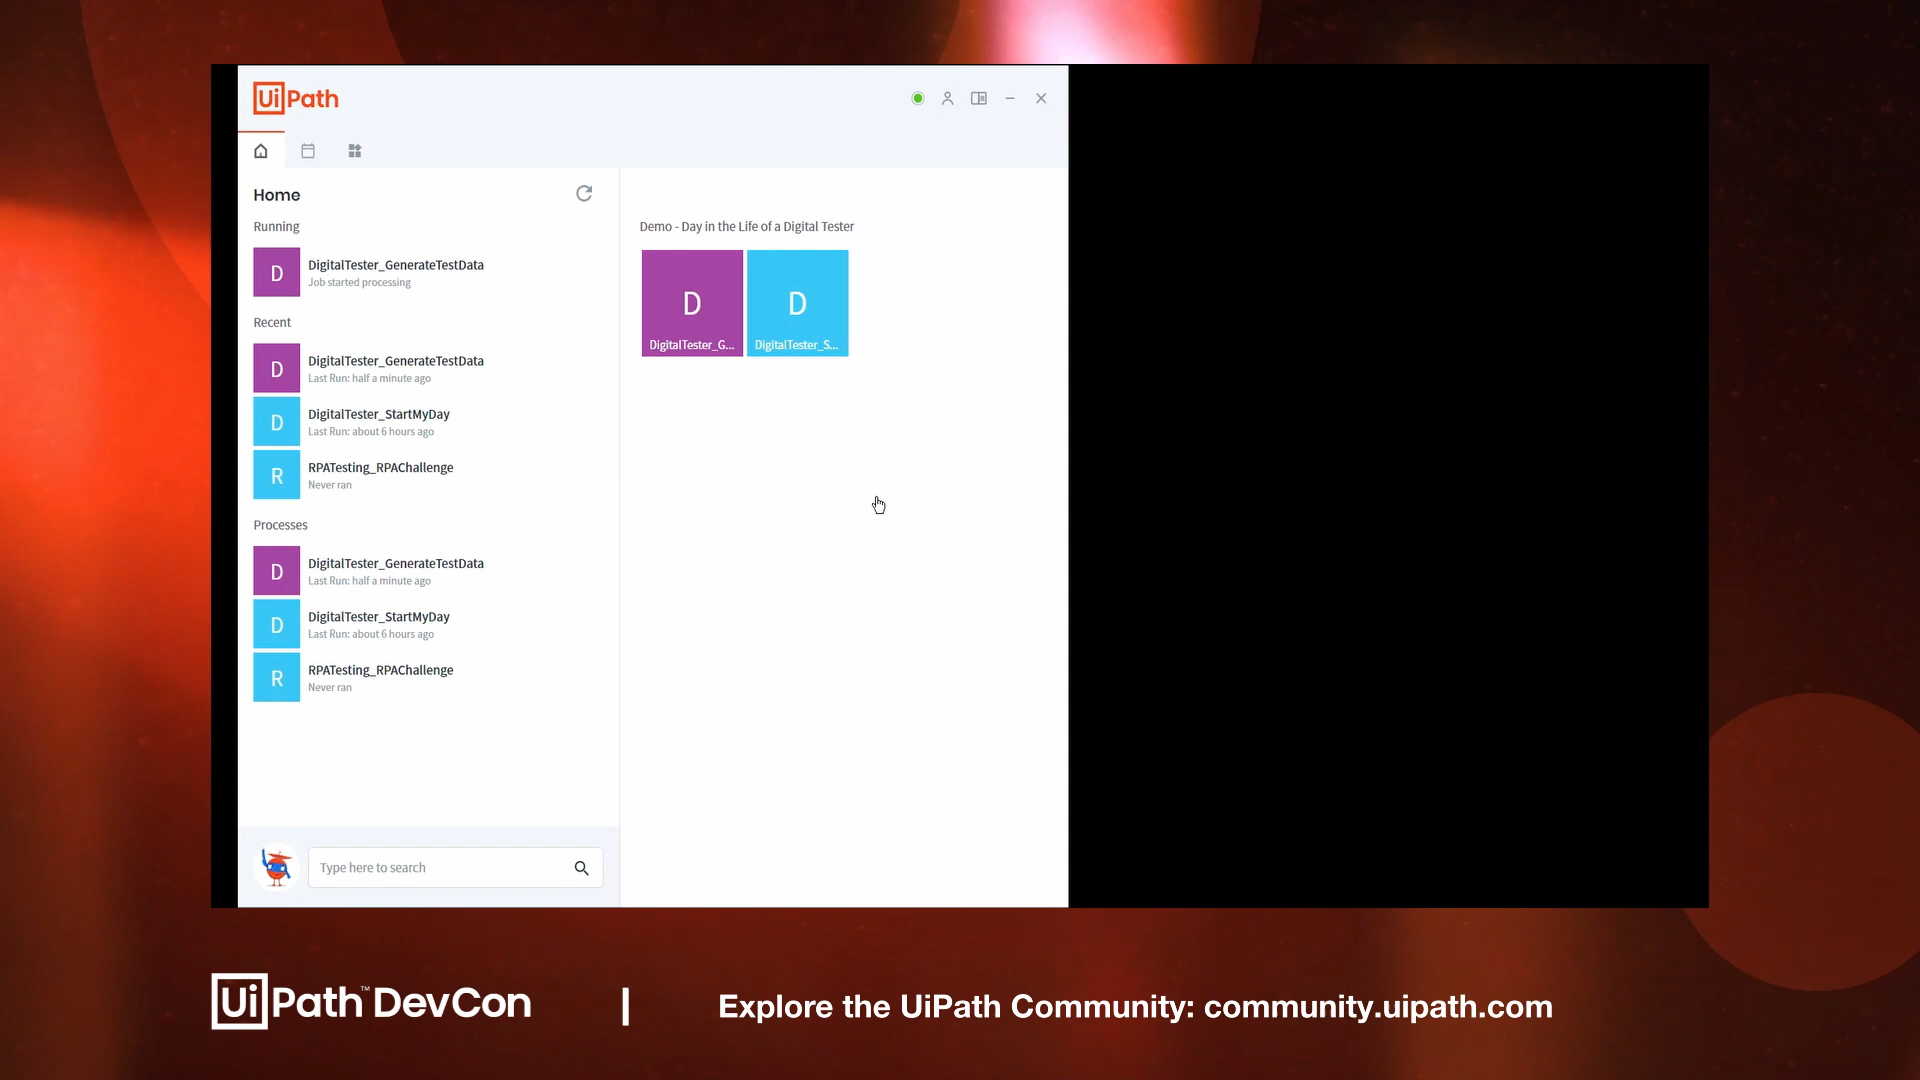 UiPath
Home
Running
D
DigitalTester_GenerateTestData
Job started processing
Recent
D
DigitalTester_GenerateTestData
Last Run: half a minute ago
D
DigitalTester_StartMyDay
Last Run: about 6 hours ago
R
RPATesting_RPAChallenge
Never ran
Processes
D
DigitalTester_GenerateTestData
Last Run: half a minute ago
D
DigitalTester_StartMyDay
Last Run: about 6 hours ago
R
RPATesting_RPAChallenge
Never ran
Type here to search
Demo - Day in the Life of a Digital Tester
D
DigitalTester_G...
D
DigitalTester_S...
UiPath™ DevCon | Explore the UiPath Community: community.uipath.com